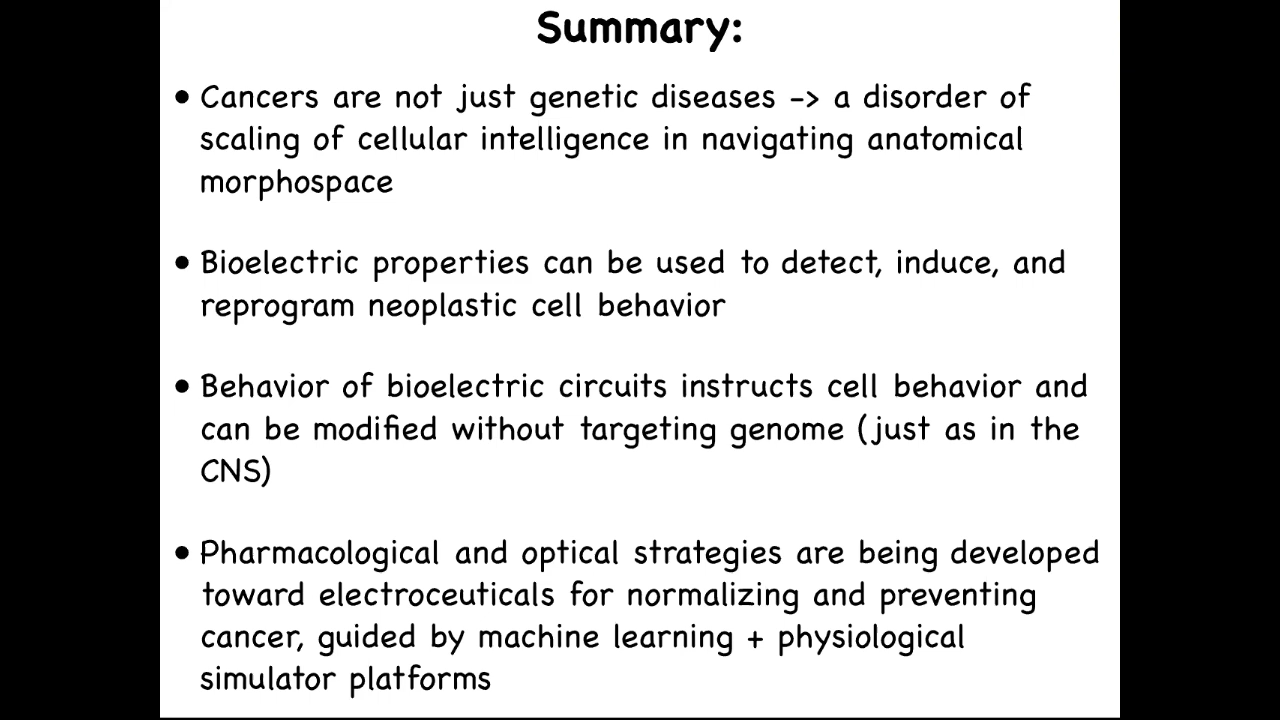 Summary:
• Cancers are not just genetic diseases -> a disorder of
scaling of cellular intelligence in navigating anatomical
morphospace
• Bioelectric properties can be used to detect, induce, and
reprogram neoplastic cell behavior
• Behavior of bioelectric circuits instructs cell behavior and
can be modified without targeting genome (just as in the
CNS)
• Pharmacological and optical strategies are being developed
toward electroceuticals for normalizing and preventing
cancer, guided by machine learning + physiological
simulator platforms